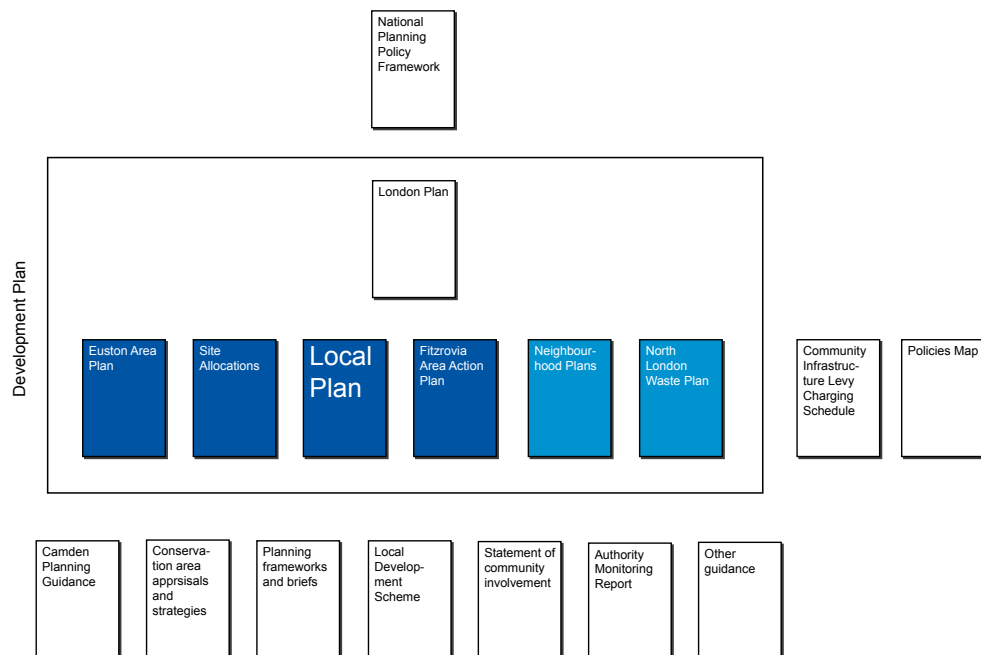 National
Planning
Policy
Framework
London Plan
Development Plan
Euston Area
Plan
Site
Allocations
Local
Plan
Fitzrovia
Area Action
Plan
Neighbour-
hood Plans
North
London
Waste Plan
Community
Infrastruc-
ture Levy
Charging
Schedule
Policies Map
Camden
Planning
Guidance
Conserva-
tion area
apprsisals
and
strategies
Planning
frameworks
and briefs
Local
Develop-
ment
Scheme
Statement of
community
involvement
Authority
Monitoring
Report
Other
guidance